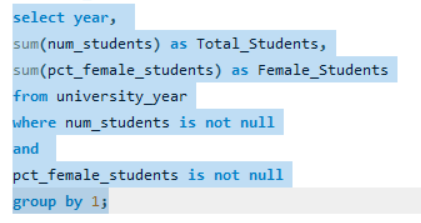 select year,
sum(num_students) as Total_Students,
sum(pct_female_students) as Female_Students
from university_year
where num_students is not null
and
pct_female_students is not null
group by 1;